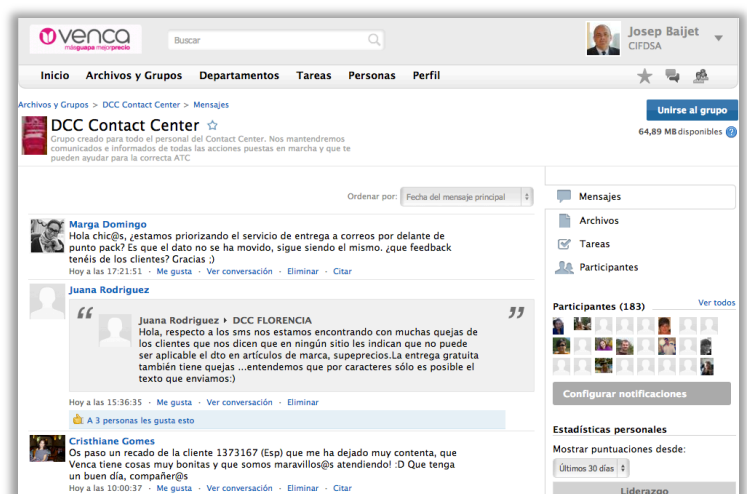 venca
másguapa mejorprecio
Buscar
Josep Baijet
CIFDSA
Inicio Archivos y Grupos Departamentos Tareas Personas Perfil
Archivos y Grupos > DCC Contact Center > Mensajes
Unirse al grupo
DCC Contact Center
64,89 MB disponibles ?
Grupo creado para todo el personal del Contact Center. Nos mantendremos
comunicados e informados de todas las acciones puestas en marcha y que te
pueden ayudar para la correcta ATC
Ordenar por: Fecha del mensaje principal
Mensajes
Archivos
Tareas
Participantes
Marga Domingo
Hola chic@s, ¿estamos priorizando el servicio de entrega a correos por delante de
punto pack? Es que el dato no se ha movido, sigue siendo el mismo. ¿que feedback
tenéis de los clientes? Gracias ;)
Hoy a las 17:21:51 · Me gusta · Ver conversación · Eliminar · Citar
Juana Rodriguez
“ ”
Juana Rodriguez ▸ DCC FLORENCIA
Hola, respecto a los sms nos estamos encontrando con muchas quejas de
los clientes que nos dicen que en ningún sitio les indican que no puede
ser aplicable el dto en artículos de marca, supeprecios.La entrega gratuita
también tiene quejas ...entendemos que por caracteres sólo es posible el
texto que enviamos:)
Hoy a las 15:36:35 · Me gusta · Ver conversación · Eliminar
A 3 personas les gusta esto
Cristhiane Gomes
Os paso un recado de la cliente 1373167 (Esp) que me ha dejado muy contenta, que
Venca tiene cosas muy bonitas y que somos maravillos@s atendiendo! :D Que tenga
un buen día, compañer@s
Hoy a las 10:00:37 · Me gusta · Ver conversación · Eliminar · Citar
Participantes (183) Ver todos
Configurar notificaciones
Estadísticas personales
Mostrar puntuaciones desde:
Últimos 30 días
Liderazgo